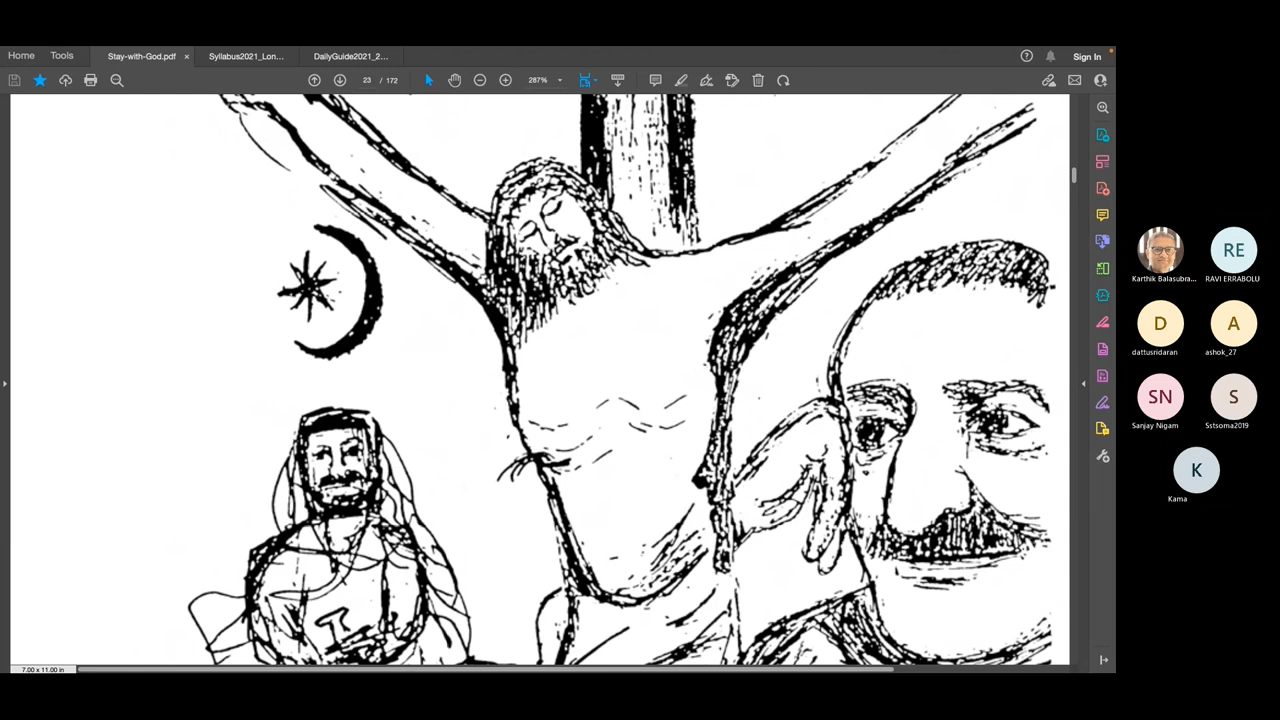 Home
Tools
Stay-with-God.pdf ×
Syllabus2021_Lon...
DailyGuide2021_2...
Sign In
23 / 172
287%
7.00 x 11.00 in
Karthik Balasubra...
RE
RAVI ERRABOLU
D
dattusridaran
A
ashok_27
SN
Sanjay Nigam
S
Sstsoma2019
K
Kama